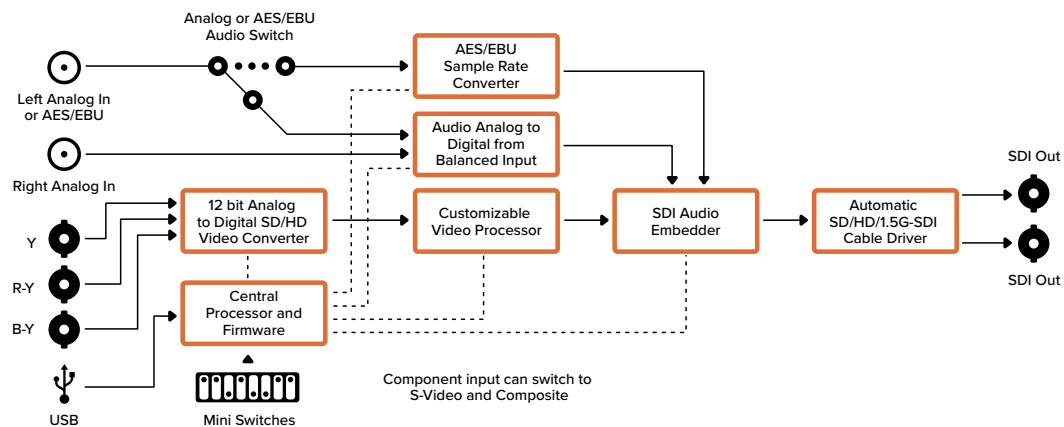 Analog or AES/EBU
Audio Switch
AES/EBU
Sample Rate
Converter
Left Analog In
or AES/EBU
Audio Analog to
Digital from
Balanced Input
Right Analog In
SDI Out
12 bit Analog
to Digital SD/HD
Video Converter
Customizable
Video Processor
SDI Audio
Embedder
Automatic
SD/HD/1.5G-SDI
Cable Driver
Y
R-Y
SDI Out
Central
Processor and
Firmware
B-Y
Component input can switch to
S-Video and Composite
USB
Mini Switches